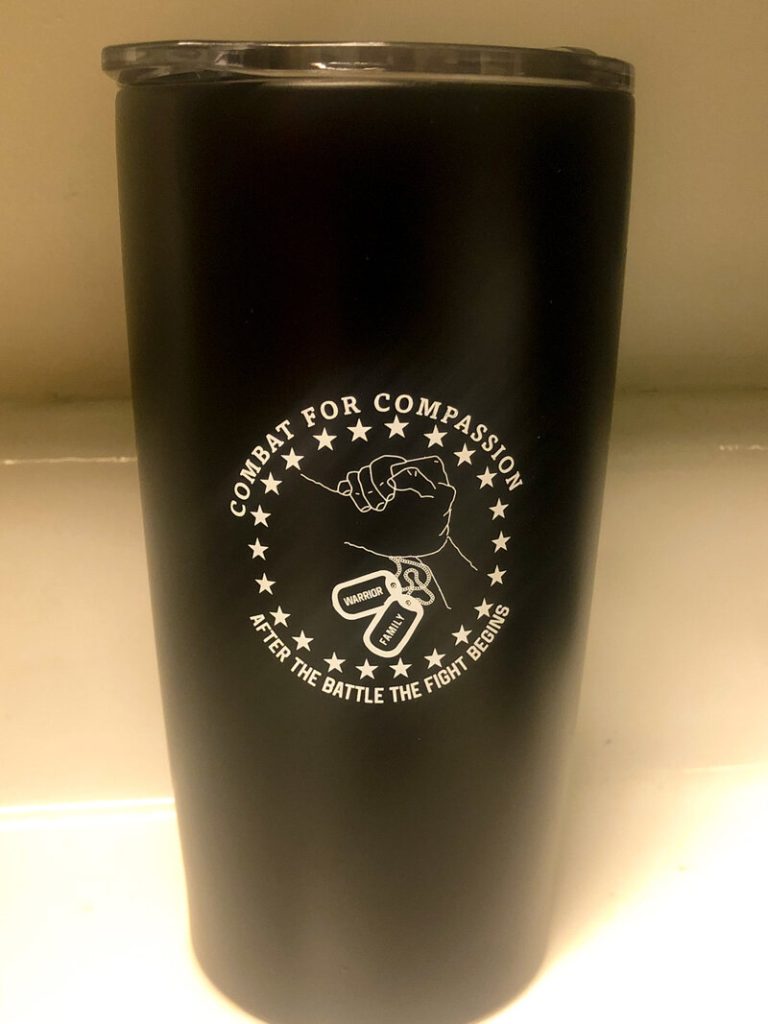 COMBAT FOR COMPASSION
WARRIOR
FAMILY
AFTER THE BATTLE THE FIGHT BEGINS